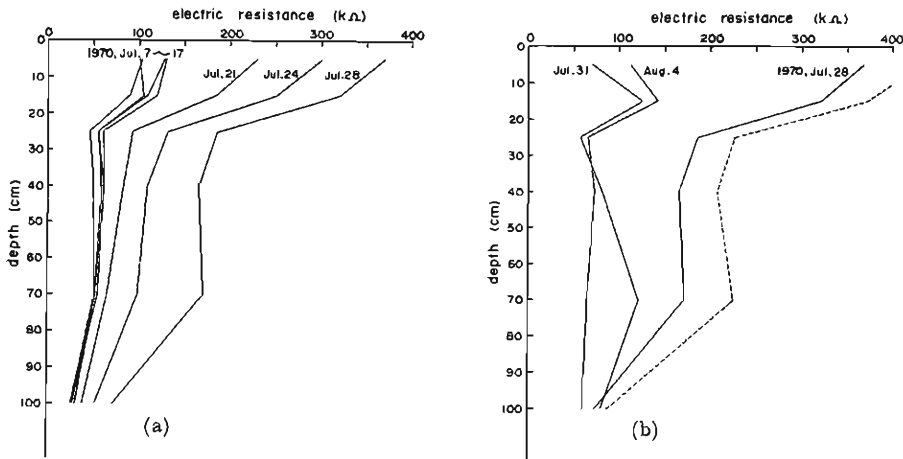 electric resistance (kΩ)
0 100 200 300 400
0
10
20
30
40
50
60
70
80
90
100
depth (cm)
1970, Jul. 7 ~ 17
Jul. 21
Jul. 24
Jul. 28
(a)
electric resistance (kΩ)
0 100 200 300 400
0
10
20
30
40
50
60
70
80
90
100
depth (cm)
Jul. 31
Aug. 4
1970, Jul. 28
(b)